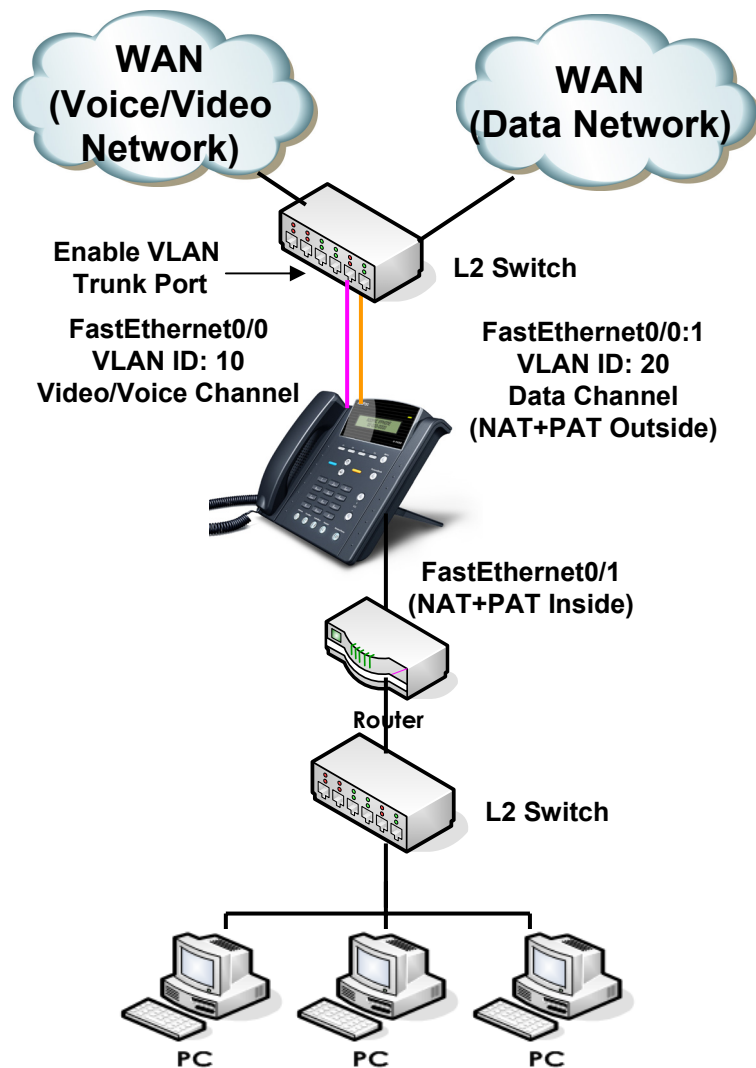 WAN
(Voice/Video
Network)
WAN
(Data Network)
Enable VLAN
Trunk Port
L2 Switch
FastEthernet0/0
VLAN ID: 10
Video/Voice Channel
FastEthernet0/0:1
VLAN ID: 20
Data Channel
(NAT+PAT Outside)
FastEthernet0/1
(NAT+PAT Inside)
Router
L2 Switch
PC
PC
PC